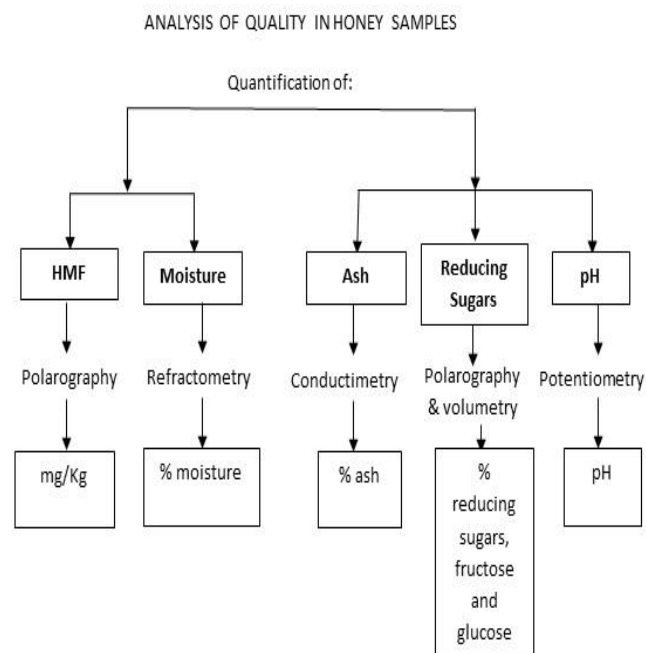 ANALYSIS OF QUALITY IN HONEY SAMPLES
Quantification of:
HMF
Moisture
Ash
Reducing
Sugars
pH
Polarography
Refractometry
Conductimetry
Polarography
& volumetry
Potentiometry
mg/Kg
% moisture
% ash
%
reducing
sugars,
fructose
and
glucose
pH